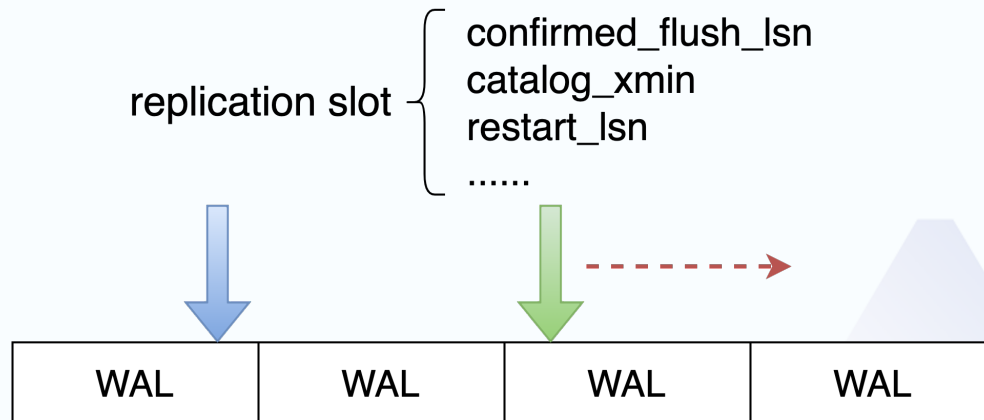 confirmed_flush_lsn
catalog_xmin
replication slot
restart_lsn
......
WAL
WAL
WAL
WAL